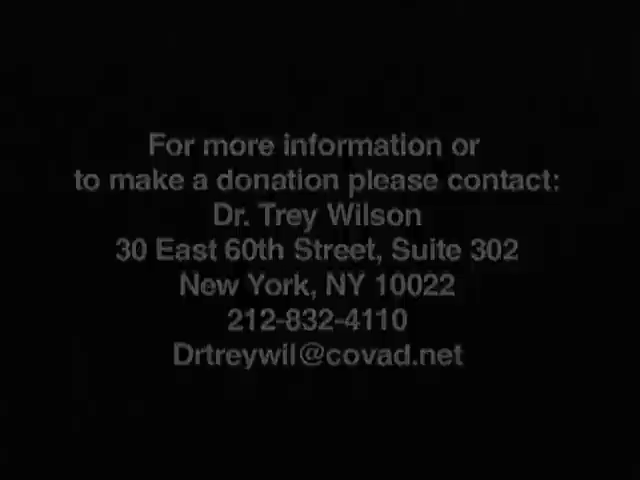 For more information or
to make a donation please contact:
Dr. Trey Wilson
30 East 60th Street, Suite 302
New York, NY 10022
212-832-4110
Drtreywil@covad.net